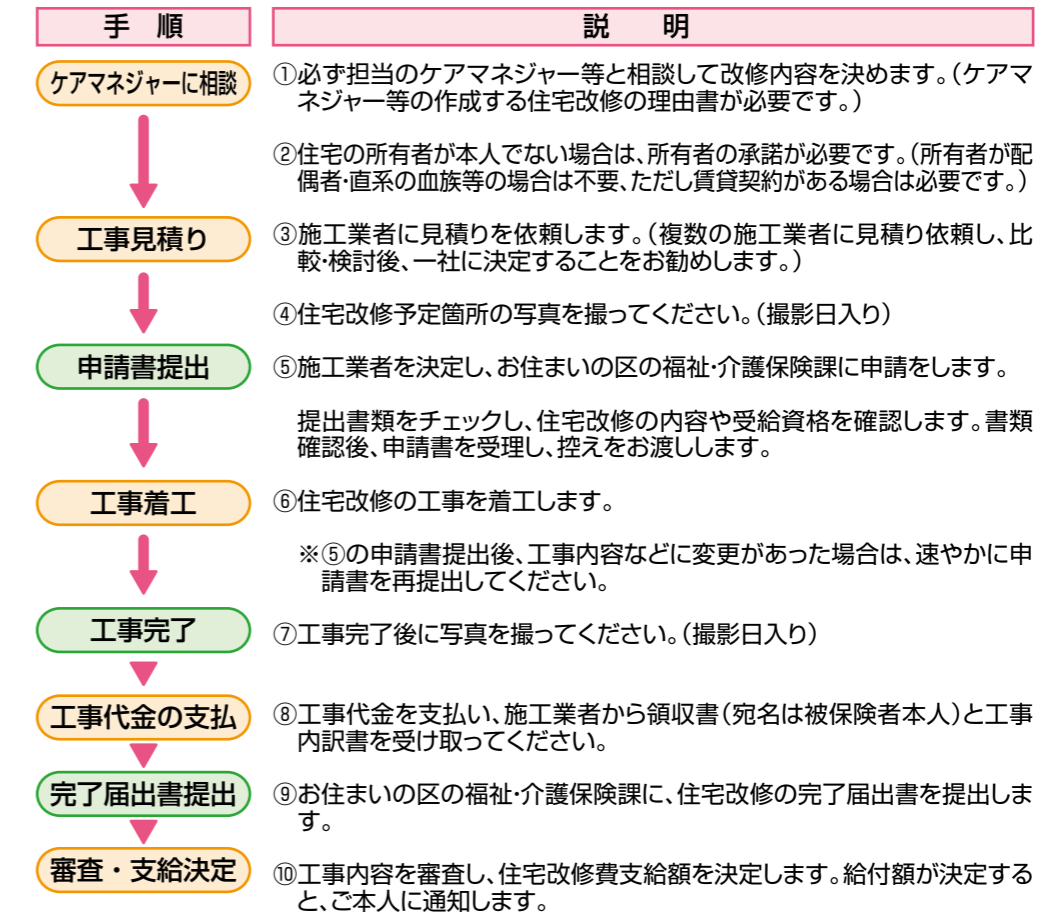 手 順
説 明
ケアマネジャーに相談
①必ず担当のケアマネジャー等と相談して改修内容を決めます。(ケアマ
ネジャー等の作成する住宅改修の理由書が必要です。)
②住宅の所有者が本人でない場合は、所有者の承諾が必要です。(所有者が配
偶者・直系の血族等の場合は不要、ただし賃貸契約がある場合は必要です。)
工事見積り
③施工業者に見積りを依頼します。(複数の施工業者に見積り依頼し、比
較・検討後、一社に決定することをお勧めします。)
④住宅改修予定箇所の写真を撮ってください。(撮影日入り)
申請書提出
⑤施工業者を決定し、お住まいの区の福祉・介護保険課に申請をします。
提出書類をチェックし、住宅改修の内容や受給資格を確認します。書類
確認後、申請書を受理し、控えをお渡しします。
工事着工
⑥住宅改修の工事を着工します。
※⑤の申請書提出後、工事内容などに変更があった場合は、速やかに申
請書を再提出してください。
工事完了
⑦工事完了後に写真を撮ってください。(撮影日入り)
工事代金の支払
⑧工事代金を支払い、施工業者から領収書(宛名は被保険者本人)と工事
内訳書を受け取ってください。
完了届出書提出
⑨お住まいの区の福祉・介護保険課に、住宅改修の完了届出書を提出しま
す。
審査・支給決定
⑩工事内容を審査し、住宅改修費支給額を決定します。給付額が決定する
と、ご本人に通知します。